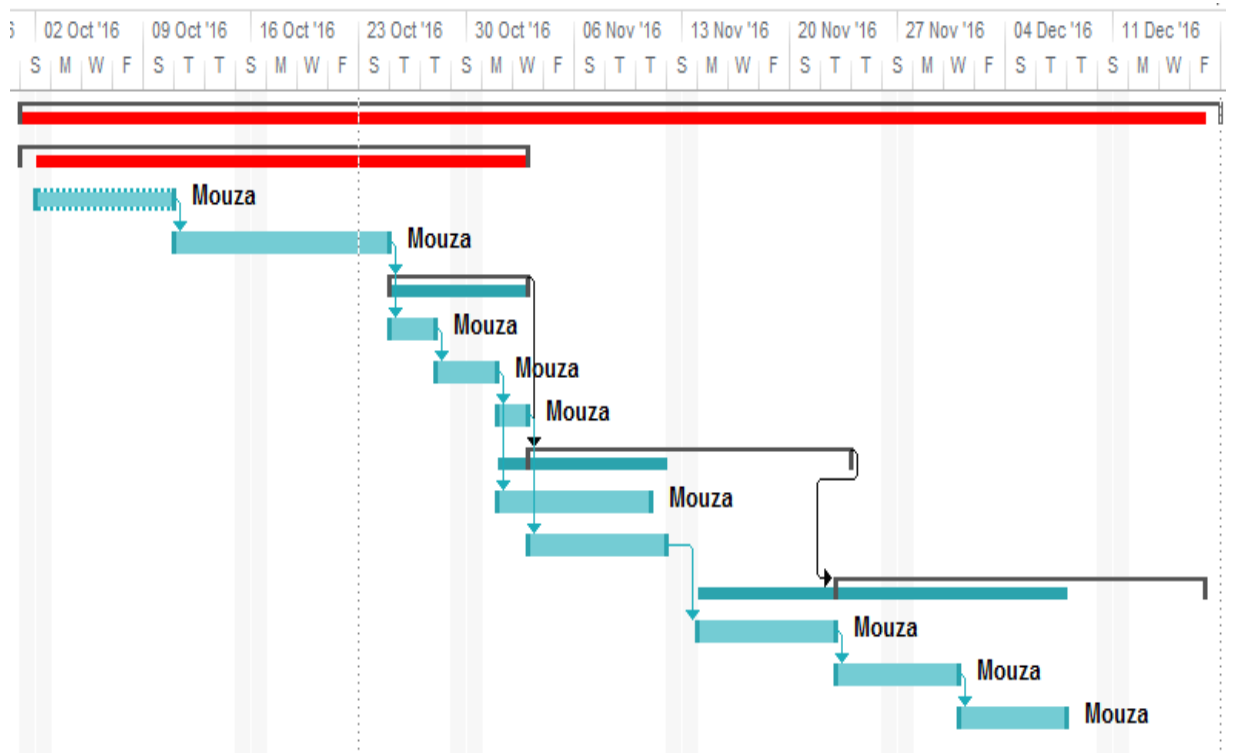 6 02 Oct '16 09 Oct '16 16 Oct '16 23 Oct '16 30 Oct '16 06 Nov '16 13 Nov '16 20 Nov '16 27 Nov '16 04 Dec '16 11 Dec '16
S M W F S T T S M W F S T T S M W F S T T S M W F S T T S M W F S T T S M W F
Mouza
Mouza
Mouza
Mouza
Mouza
Mouza
Mouza
Mouza
Mouza